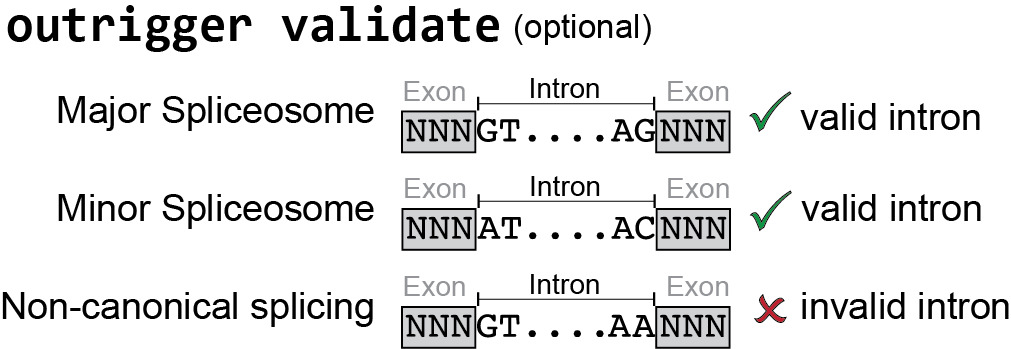 outrigger validate (optional)
Exon Intron Exon
Major Spliceosome NNNGT....AGNNN valid intron
Exon Intron Exon
Minor Spliceosome NNNAT....ACNNN valid intron
Exon Intron Exon
Non-canonical splicing NNNGT....AANNN invalid intron